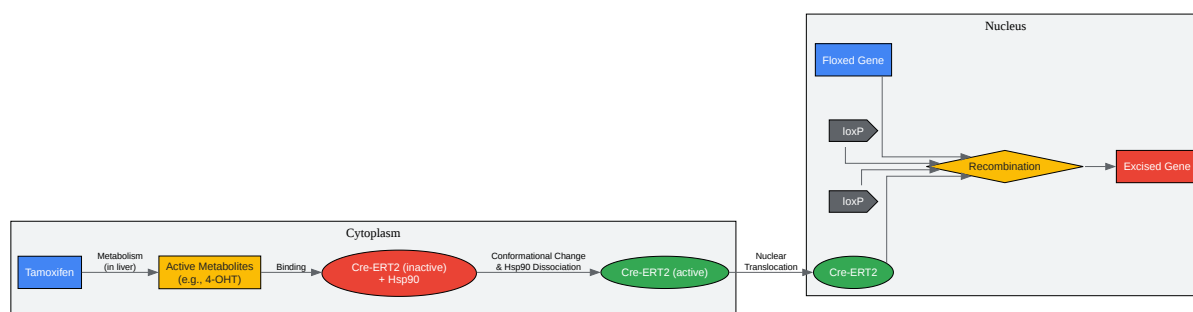 Nucleus
Floxed Gene
loxP
Recombination
Excised Gene
loxP
Cytoplasm
Tamoxifen
Metabolism
(in liver)
Active Metabolites
(e.g., 4-OHT)
Binding
Cre-ERT2 (inactive)
+ Hsp90
Conformational Change
& Hsp90 Dissociation
Cre-ERT2 (active)
Nuclear
Translocation
Cre-ERT2